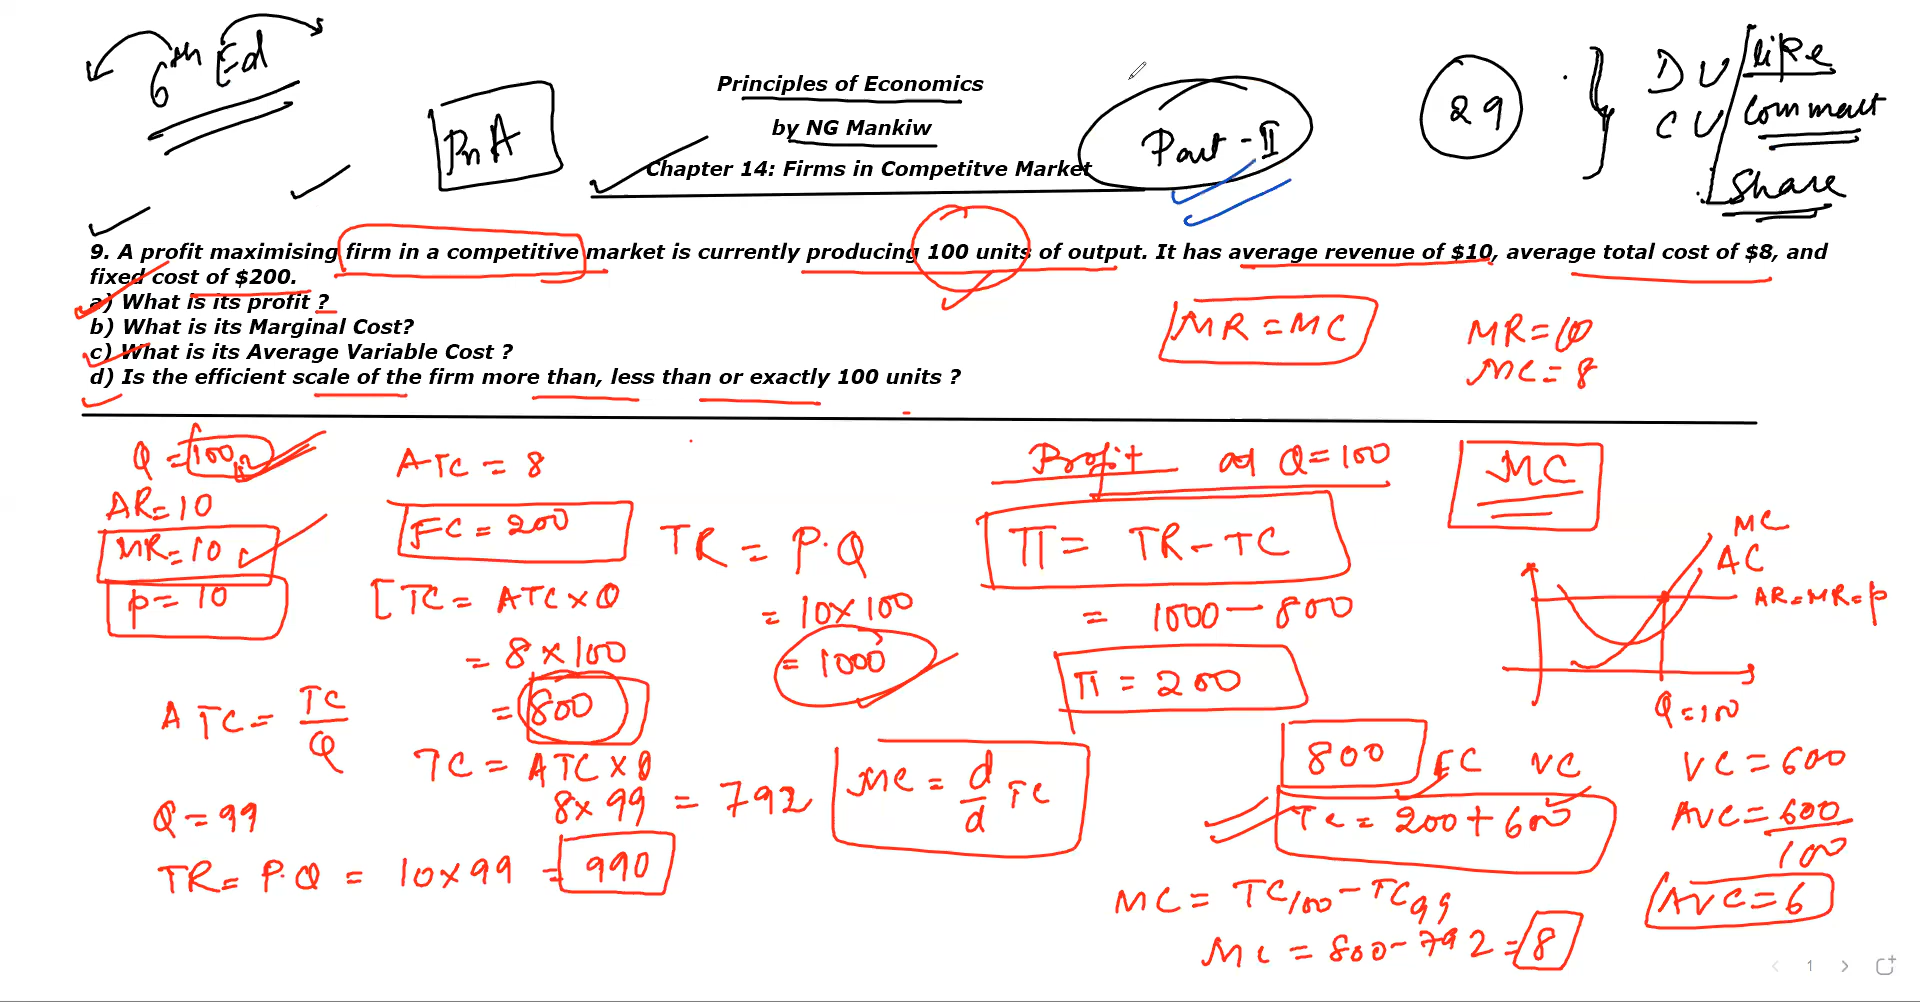 6th Ed
PnA
Principles of Economics
by NG Mankiw
Chapter 14: Firms in Competitve Market
Part - II
29
DU
CU
like
Comment
Share
9. A profit maximising firm in a competitive market is currently producing 100 units of output. It has average revenue of $10, average total cost of $8, and
fixed cost of $200.
a) What is its profit ?
b) What is its Marginal Cost?
c) What is its Average Variable Cost ?
d) Is the efficient scale of the firm more than, less than or exactly 100 units ?
MR = MC
MR = 10
MC = 8
Q = 100
AR = 10
MR = 10
P = 10
ATC = 8
FC = 200
TC = ATC × Q
= 8 × 100
= 800
ATC = TC / Q
TR = P.Q
= 10 × 100
= 1000
Profit at Q = 100
Π = TR - TC
= 1000 - 800
Π = 200
MC
MC
AC
AR = MR = P
Q = 100
TC = ATC × Q
8 × 99 = 792
Q = 99
TR = P.Q = 10 × 99 = 990
MC = d/d TC
800
FC VC
TC = 200 + 600
MC = TC100 - TC99
MC = 800 - 792 = 8
VC = 600
AVC = 600
100
AVC = 6
1